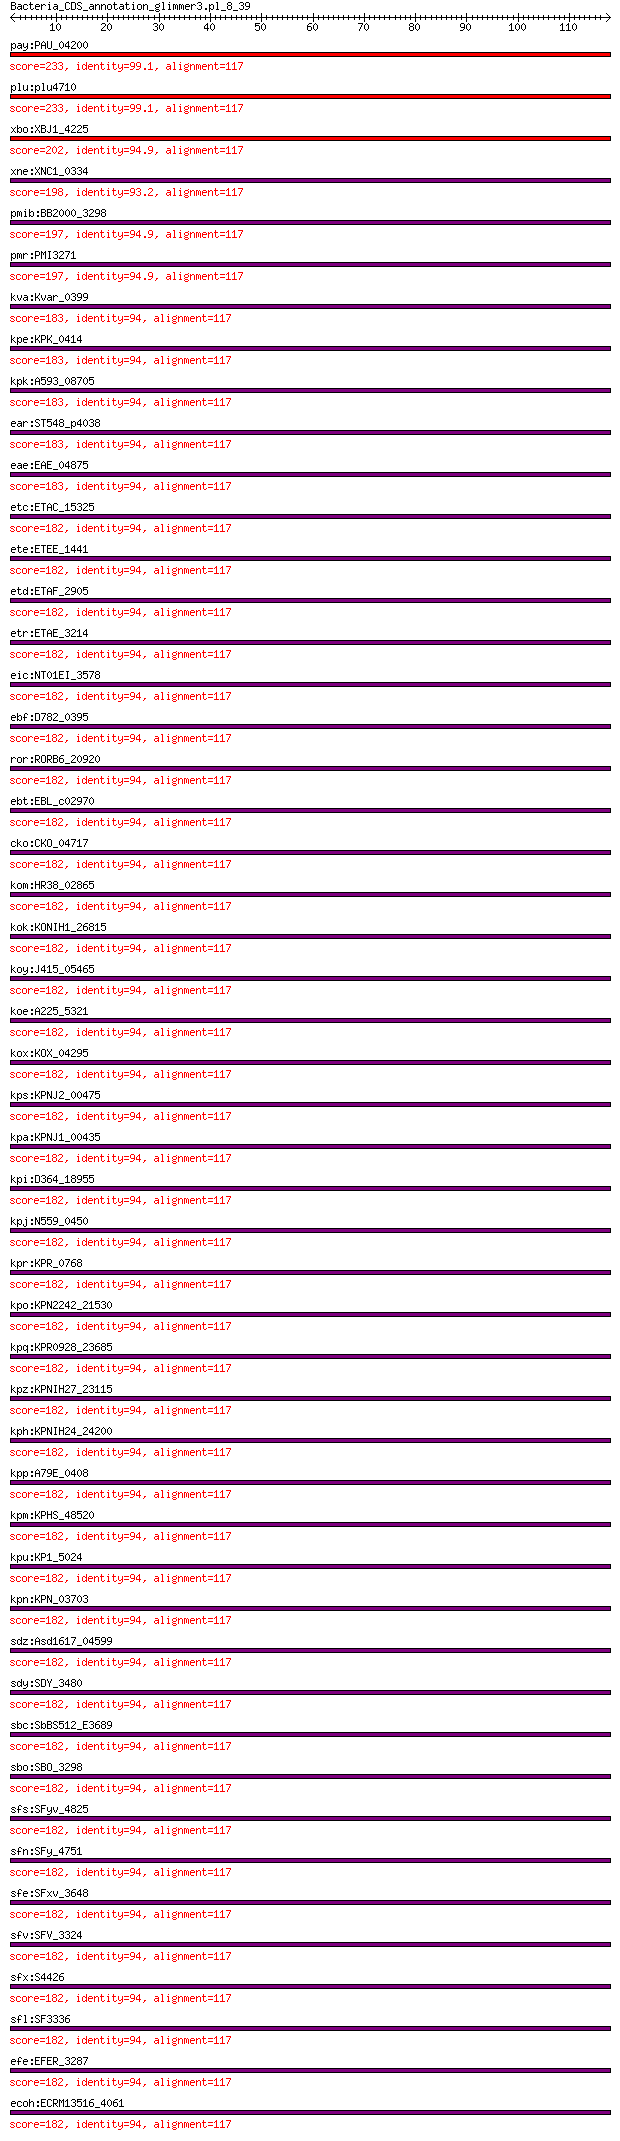 Bacteria_CDS_annotation_glimmer3.pl_8_39
10 20 30 40 50 60 70 80 90 100 110
pay:PAU_04200
score=233, identity=99.1, alignment=117
plu:plu4710
score=233, identity=99.1, alignment=117
xbo:XBJ1_4225
score=202, identity=94.9, alignment=117
xne:XNC1_0334
score=198, identity=93.2, alignment=117
pmib:BB2000_3298
score=197, identity=94.9, alignment=117
pmr:PMI3271
score=197, identity=94.9, alignment=117
kva:Kvar_0399
score=183, identity=94, alignment=117
kpe:KPK_0414
score=183, identity=94, alignment=117
kpk:A593_08705
score=183, identity=94, alignment=117
ear:ST548_p4038
score=183, identity=94, alignment=117
eae:EAE_04875
score=183, identity=94, alignment=117
etc:ETAC_15325
score=182, identity=94, alignment=117
ete:ETEE_1441
score=182, identity=94, alignment=117
etd:ETAF_2905
score=182, identity=94, alignment=117
etr:ETAE_3214
score=182, identity=94, alignment=117
eic:NT01EI_3578
score=182, identity=94, alignment=117
ebf:D782_0395
score=182, identity=94, alignment=117
ror:RORB6_20920
score=182, identity=94, alignment=117
ebt:EBL_c02970
score=182, identity=94, alignment=117
cko:CKO_04717
score=182, identity=94, alignment=117
kom:HR38_02865
score=182, identity=94, alignment=117
kok:KONIH1_26815
score=182, identity=94, alignment=117
koy:J415_05465
score=182, identity=94, alignment=117
koe:A225_5321
score=182, identity=94, alignment=117
kox:KOX_04295
score=182, identity=94, alignment=117
kps:KPNJ2_00475
score=182, identity=94, alignment=117
kpa:KPNJ1_00435
score=182, identity=94, alignment=117
kpi:D364_18955
score=182, identity=94, alignment=117
kpj:N559_0450
score=182, identity=94, alignment=117
kpr:KPR_0768
score=182, identity=94, alignment=117
kpo:KPN2242_21530
score=182, identity=94, alignment=117
kpq:KPR0928_23685
score=182, identity=94, alignment=117
kpz:KPNIH27_23115
score=182, identity=94, alignment=117
kph:KPNIH24_24200
score=182, identity=94, alignment=117
kpp:A79E_0408
score=182, identity=94, alignment=117
kpm:KPHS_48520
score=182, identity=94, alignment=117
kpu:KP1_5024
score=182, identity=94, alignment=117
kpn:KPN_03703
score=182, identity=94, alignment=117
sdz:Asd1617_04599
score=182, identity=94, alignment=117
sdy:SDY_3480
score=182, identity=94, alignment=117
sbc:SbBS512_E3689
score=182, identity=94, alignment=117
sbo:SBO_3298
score=182, identity=94, alignment=117
sfs:SFyv_4825
score=182, identity=94, alignment=117
sfn:SFy_4751
score=182, identity=94, alignment=117
sfe:SFxv_3648
score=182, identity=94, alignment=117
sfv:SFV_3324
score=182, identity=94, alignment=117
sfx:S4426
score=182, identity=94, alignment=117
sfl:SF3336
score=182, identity=94, alignment=117
efe:EFER_3287
score=182, identity=94, alignment=117
ecoh:ECRM13516_4061
score=182, identity=94, alignment=117